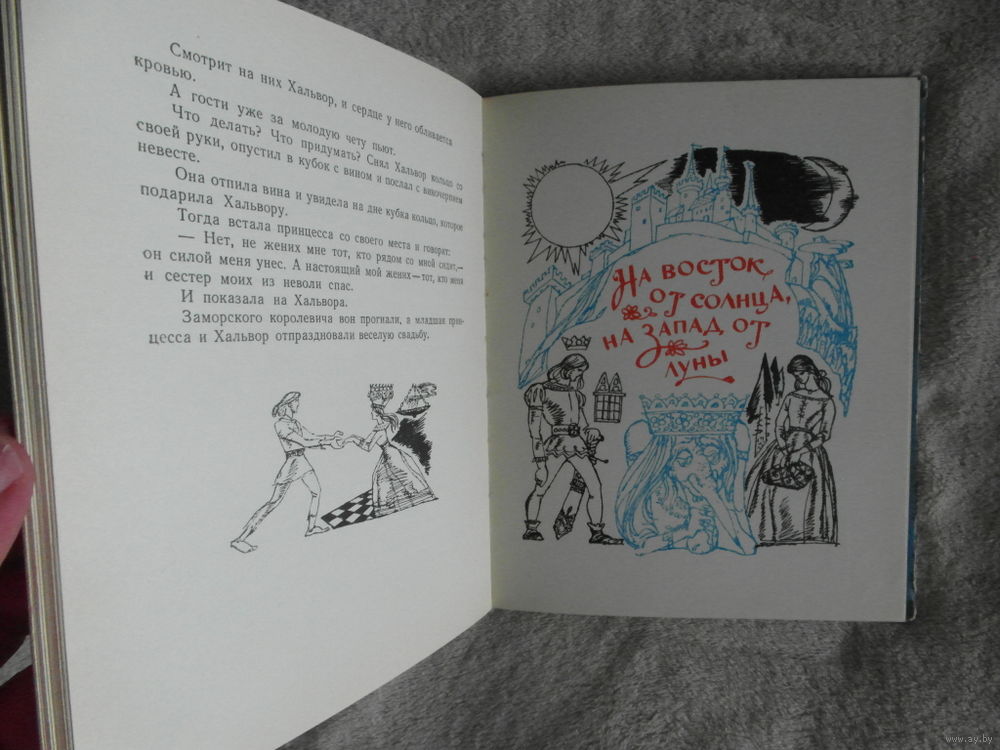 Смотрит на них Хальвор, и сердце у него обливается
кровью.
А гости уже за молодую чету пьют.
Что делать? Что придумать? Снял Хальвор кольцо со
своей руки, опустил в кубок с вином и послал с виночерпием
невесте.
Она отпила вина и увидела на дне кубка кольцо, которое
подарила Хальвору.
Тогда встала принцесса со своего места и говорит:
— Нет, не жених мне тот, кто рядом со мной сидит,—
он силой меня унес. А настоящий мой жених — тот, кто меня
и сестер моих из неволи спас.
И показала на Хальвора.
Заморского королевича вон прогнали, а младшая прин-
цесса и Хальвор отпраздновали веселую свадьбу.
На восток
от солнца,
на запад от
луны
www.ay.by